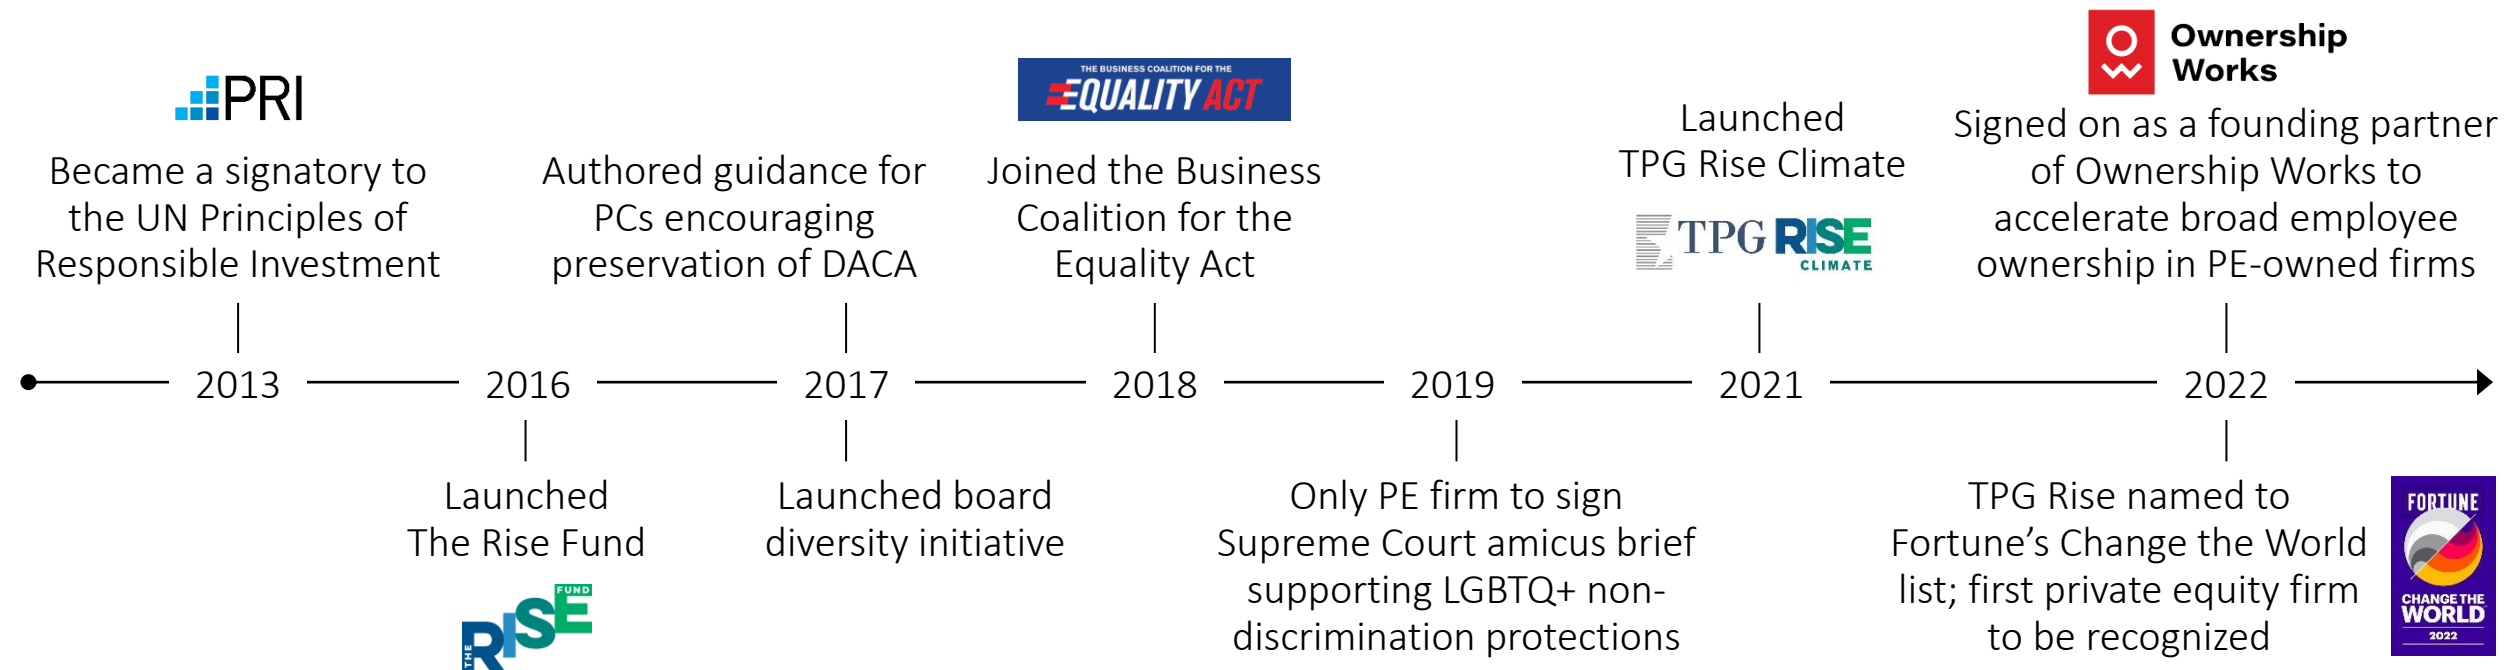 PRI
Became a signatory to
the UN Principles of
Responsible Investment
2013
2016
Launched
The Rise Fund
THE RISE FUND
Authored guidance for
PCs encouraging
preservation of DACA
2017
Launched board
diversity initiative
THE BUSINESS COALITION FOR THE
EQUALITY ACT
Joined the Business
Coalition for the
Equality Act
2018
2019
Only PE firm to sign
Supreme Court amicus brief
supporting LGBTQ+ non-
discrimination protections
Launched
TPG Rise Climate
TPG RISE
CLIMATE
2021
Ownership
Works
Signed on as a founding partner
of Ownership Works to
accelerate broad employee
ownership in PE-owned firms
2022
TPG Rise named to
Fortune’s Change the World
list; first private equity firm
to be recognized
FORTUNE
CHANGE THE
WORLD
2022